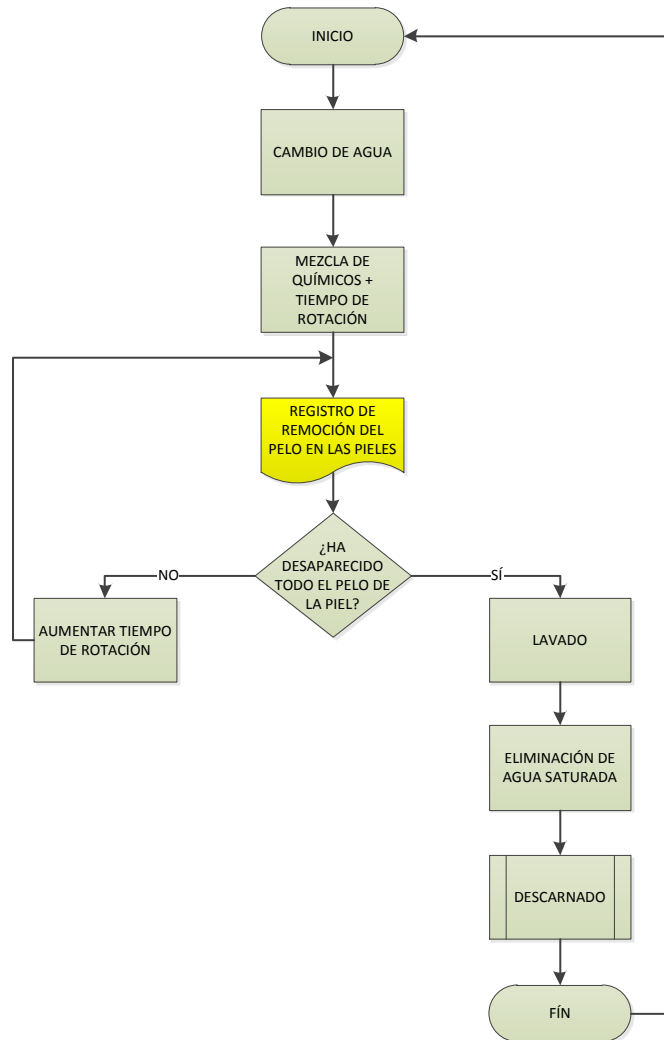 INICIO
CAMBIO DE AGUA
MEZCLA DE
QUÍMICOS +
TIEMPO DE
ROTACIÓN
REGISTRO DE
REMOCIÓN DEL
PELO EN LAS PIELES
¿HA
DESAPARECIDO
TODO EL PELO DE
LA PIEL?
NO
SÍ
AUMENTAR TIEMPO
DE ROTACIÓN
LAVADO
ELIMINACIÓN DE
AGUA SATURADA
DESCARNADO
FÍN